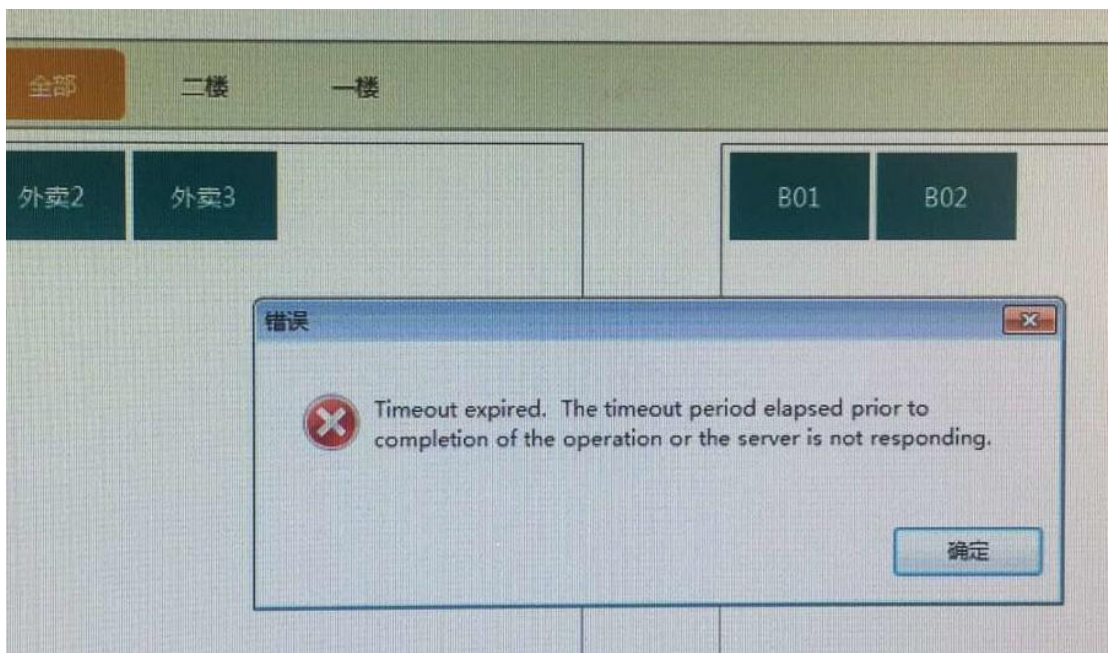 全部 二楼 一楼
外卖2 外卖3 B01 B02
错误
Timeout expired. The timeout period elapsed prior to
completion of the operation or the server is not responding.
确定